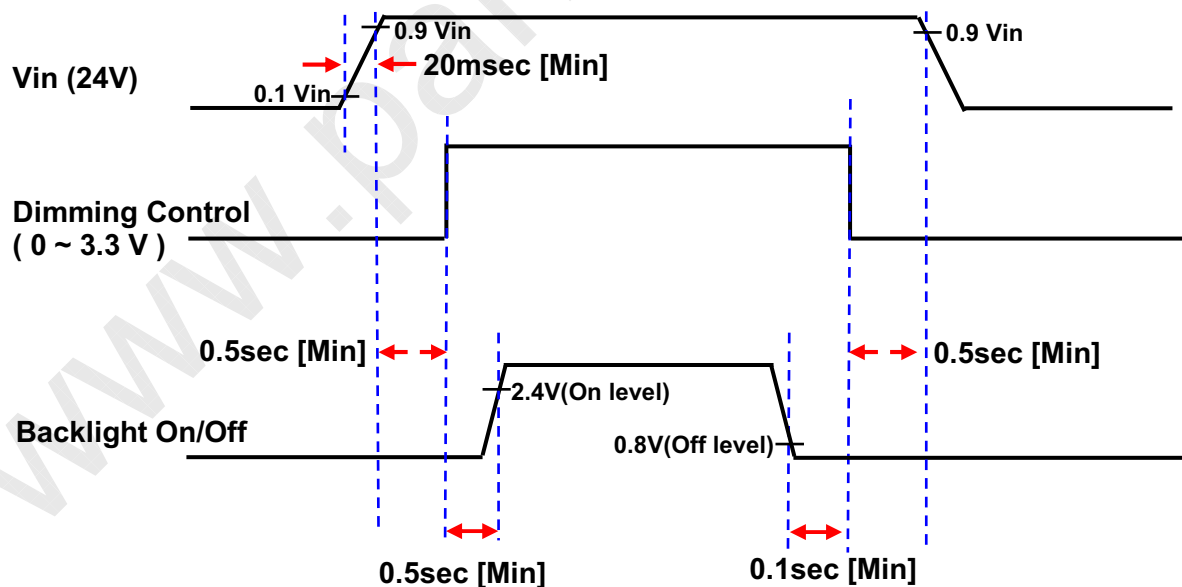 0.9 Vin
0.9 Vin
Vin (24V)
20msec [Min]
0.1 Vin
Dimming Control
( 0 ~ 3.3 V )
0.5sec [Min]
0.5sec [Min]
2.4V(On level)
Backlight On/Off
0.8V(Off level)
0.5sec [Min]
0.1sec [Min]
www.pa